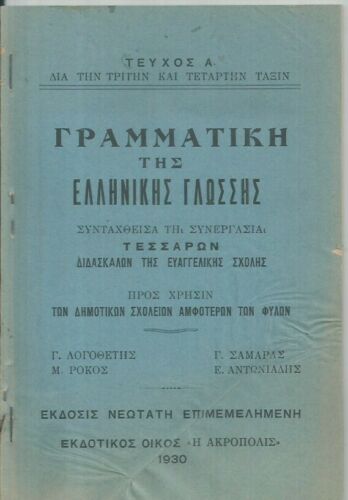 ΤΕΥΧΟΣ Α.
ΔΙΑ ΤΗΝ ΤΡΙΤΗΝ ΚΑΙ ΤΕΤΑΡΤΗΝ ΤΑΞΙΝ
ΓΡΑΜΜΑΤΙΚΗ
ΤΗΣ
ΕΛΛΗΝΙΚΗΣ ΓΛΩΣΣΗΣ
ΣΥΝΤΑΧΘΕΙΣΑ ΤΗι ΣΥΝΕΡΓΑΣΙΑι
ΤΕΣΣΑΡΩΝ
ΔΙΔΑΣΚΑΛΩΝ ΤΗΣ ΕΥΑΓΓΕΛΙΚΗΣ ΣΧΟΛΗΣ
ΠΡΟΣ ΧΡΗΣΙΝ
ΤΩΝ ΔΗΜΟΤΙΚΩΝ ΣΧΟΛΕΙΩΝ ΑΜΦΟΤΕΡΩΝ ΤΩΝ ΦΥΛΩΝ
Γ. ΛΟΓΟΘΕΤΗΣ Γ. ΣΑΜΑΡΑΣ
Μ. ΡΟΚΟΣ Ε. ΑΝΤΩΝΙΑΔΗΣ
ΕΚΔΟΣΙΣ ΝΕΩΤΑΤΗ ΕΠΙΜΕΜΕΛΗΜΕΝΗ
ΕΚΔΟΤΙΚΟΣ ΟΙΚΟΣ «Η ΑΚΡΟΠΟΛΙΣ»
1930